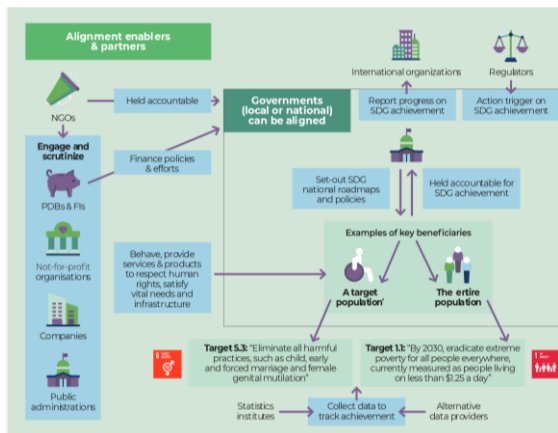 Alignment enablers
& partners
NGOs
Held accountable
Engage and
scrutinize
PDBs & FIs
Finance policies
& efforts
Not-for-profit
organisations
Companies
Public
administrations
Behave, provide
services & products
to respect human
rights, satisfy
vital needs and
infrastructure
Governments
(local or national)
can be aligned
International organizations
Regulators
Report progress on
SDG achievement
Action trigger on
SDG achievement
Set-out SDG
national roadmaps
and policies
Held accountable for
SDG achievement
Examples of key beneficiaries
A target
population*
The entire
population
5
Target 5.3: “Eliminate all harmful
practices, such as child, early
and forced marriage and female
genital mutilation”
Target 1.1: “By 2030, eradicate extreme
poverty for all people everywhere,
currently measured as people living
on less than $1.25 a day”
1
Statistics
institutes
Collect data to
track achievement
Alternative
data providers